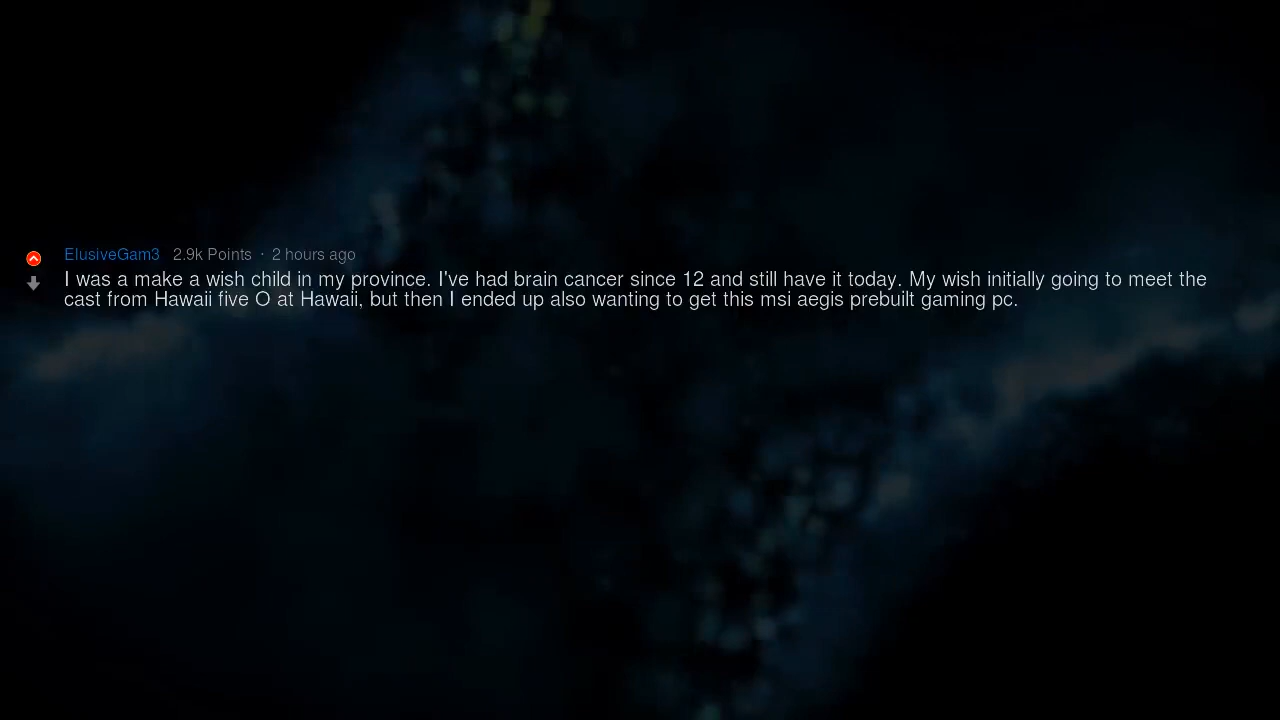 ElusiveGam3 2.9k Points · 2 hours ago
I was a make a wish child in my province. I've had brain cancer since 12 and still have it today. My wish initially going to meet the
cast from Hawaii five O at Hawaii, but then I ended up also wanting to get this msi aegis prebuilt gaming pc.